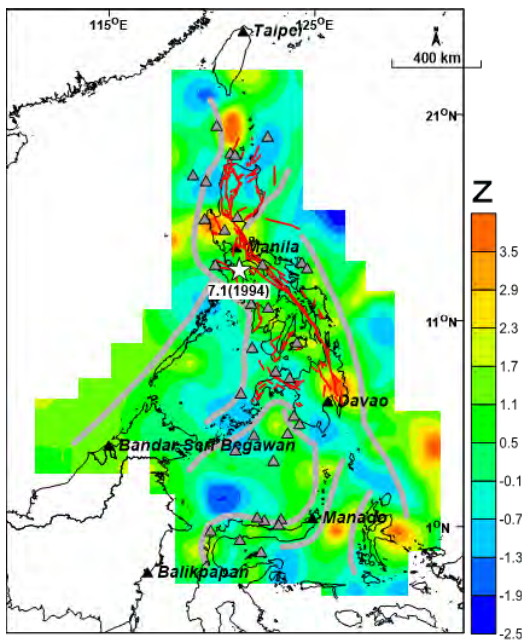 115°E
125°E
Taipei
400 km
21°N
Z
Manila
7.1(1994)
11°N
Davao
Bandar Seri Begawan
Manado
1°N
Balikpapan
3.5
2.9
2.3
1.7
1.1
0.5
-0.1
-0.7
-1.3
-1.9
-2.5